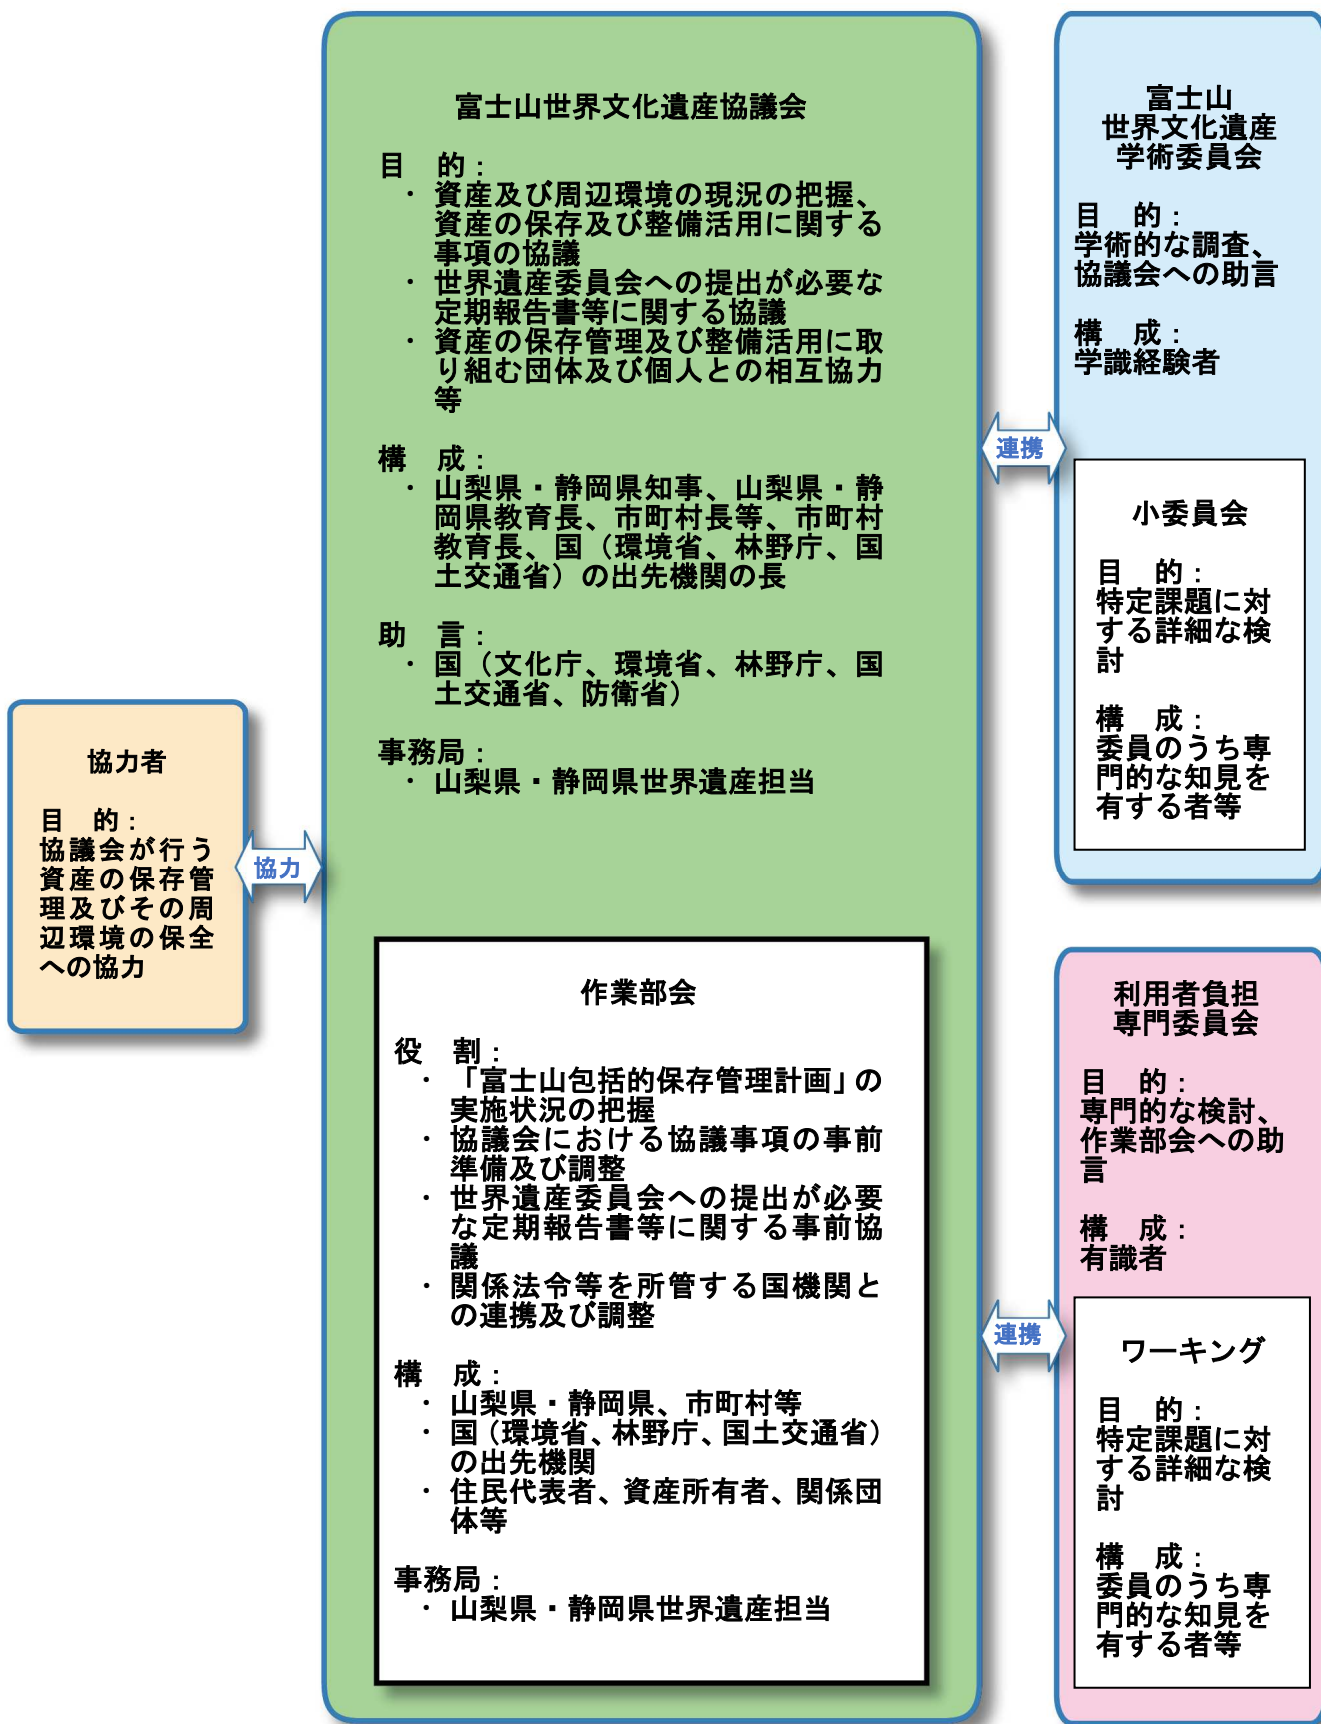 富士山世界文化遺産協議会
目　的：
・ 資産及び周辺環境の現況の把握、
資産の保存及び整備活用に関する
事項の協議
・ 世界遺産委員会への提出が必要な
定期報告書等に関する協議
・ 資産の保存管理及び整備活用に取
り組む団体及び個人との相互協力
等
構　成：
・ 山梨県・静岡県知事、山梨県・静
岡県教育長、市町村長等、市町村
教育長、国（環境省、林野庁、国
土交通省）の出先機関の長
助　言：
・ 国（文化庁、環境省、林野庁、国
土交通省、防衛省）
事務局：
・ 山梨県・静岡県世界遺産担当
作業部会
役　割：
・ 「富士山包括的保存管理計画」の
実施状況の把握
・ 協議会における協議事項の事前
準備及び調整
・ 世界遺産委員会への提出が必要
な定期報告書等に関する事前協
議
・ 関係法令等を所管する国機関と
の連携及び調整
構　成：
・ 山梨県・静岡県、市町村等
・ 国（環境省、林野庁、国土交通省）
の出先機関
・ 住民代表者、資産所有者、関係団
体等
事務局：
・ 山梨県・静岡県世界遺産担当
協力者
目　的：
協議会が行う
資産の保存管
理及びその周
辺環境の保全
への協力
協力
連携
富士山
世界文化遺産
学術委員会
目　的：
学術的な調査、
協議会への助言
構　成：
学識経験者
小委員会
目　的：
特定課題に対
する詳細な検
討
構　成：
委員のうち専
門的な知見を
有する者等
連携
利用者負担
専門委員会
目　的：
専門的な検討、
作業部会への助
言
構　成：
有識者
ワーキング
目　的：
特定課題に対
する詳細な検
討
構　成：
委員のうち専
門的な知見を
有する者等